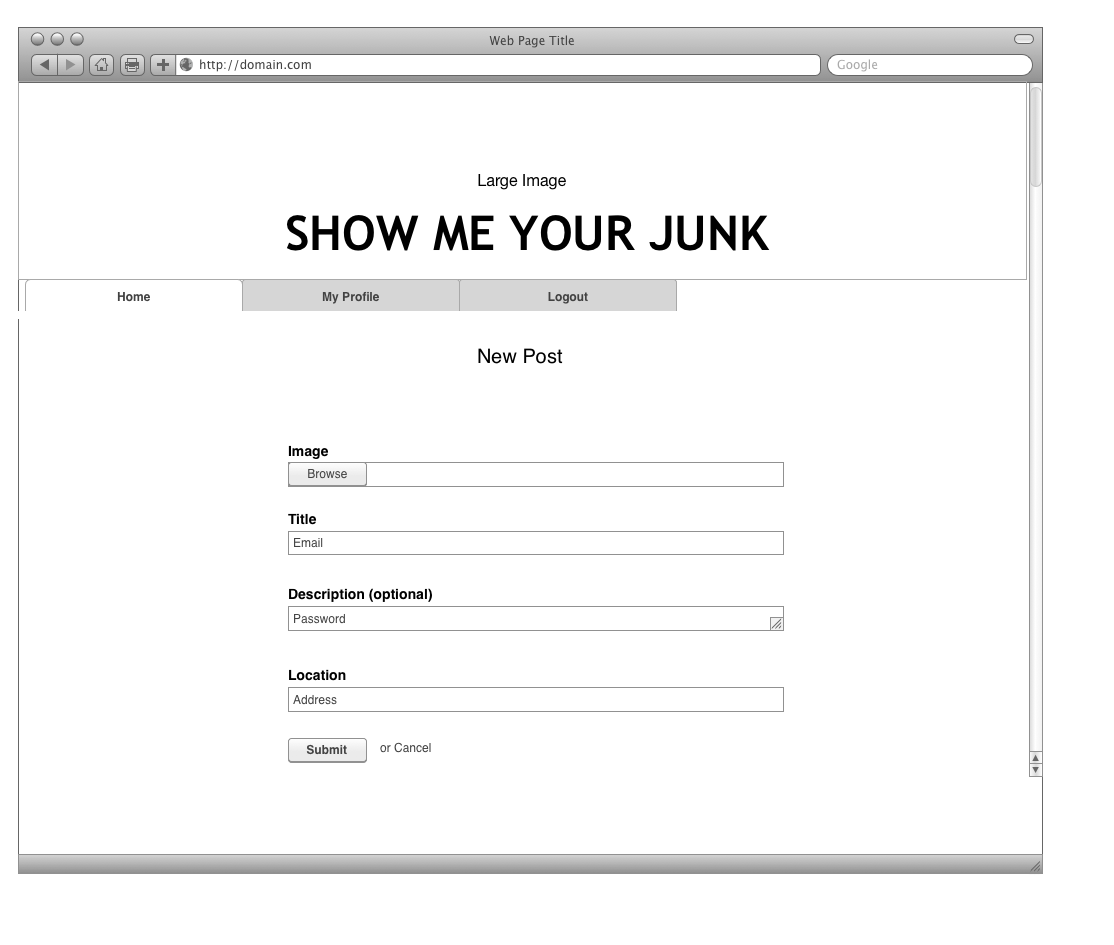 Web Page Title
http://domain.com
Google
Large Image
SHOW ME YOUR JUNK
Home My Profile Logout
New Post
Image
Browse
Title
Email
Description (optional)
Password
Location
Address
Submit or Cancel